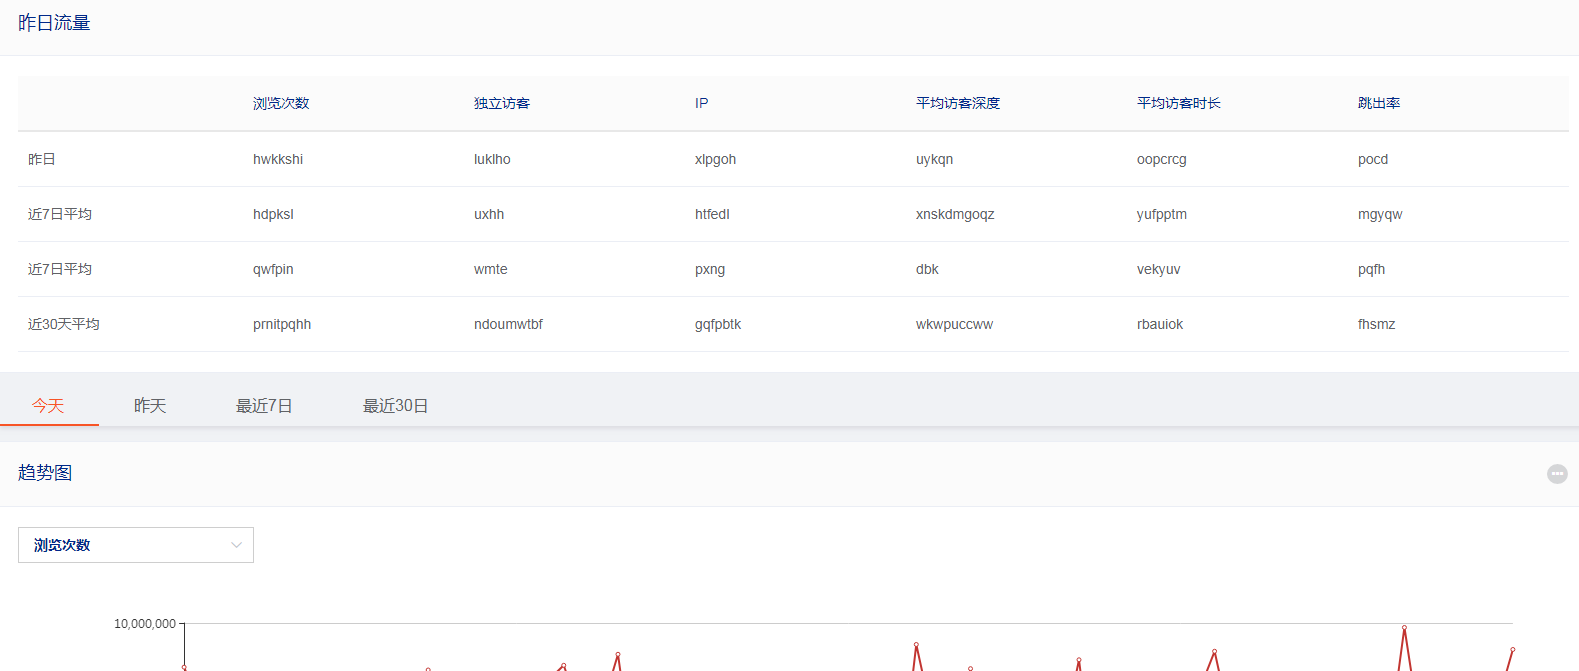 昨日流量
浏览次数 独立访客 IP 平均访客深度 平均访客时长 跳出率
昨日 hwkkshi luklho xlpgoh uykqn oopcrcg pocd
近7日平均 hdpksl uxhh htfedl xnskdmgoqz yufpptm mgyqw
近7日平均 qwfpin wmte pxng dbk vekyuv pqfh
近30天平均 prnitpqhh ndoumwtbf gqfpbtk wkwpuccww rbauiok fhsmz
今天 昨天 最近7日 最近30日
趋势图
浏览次数
10,000,000